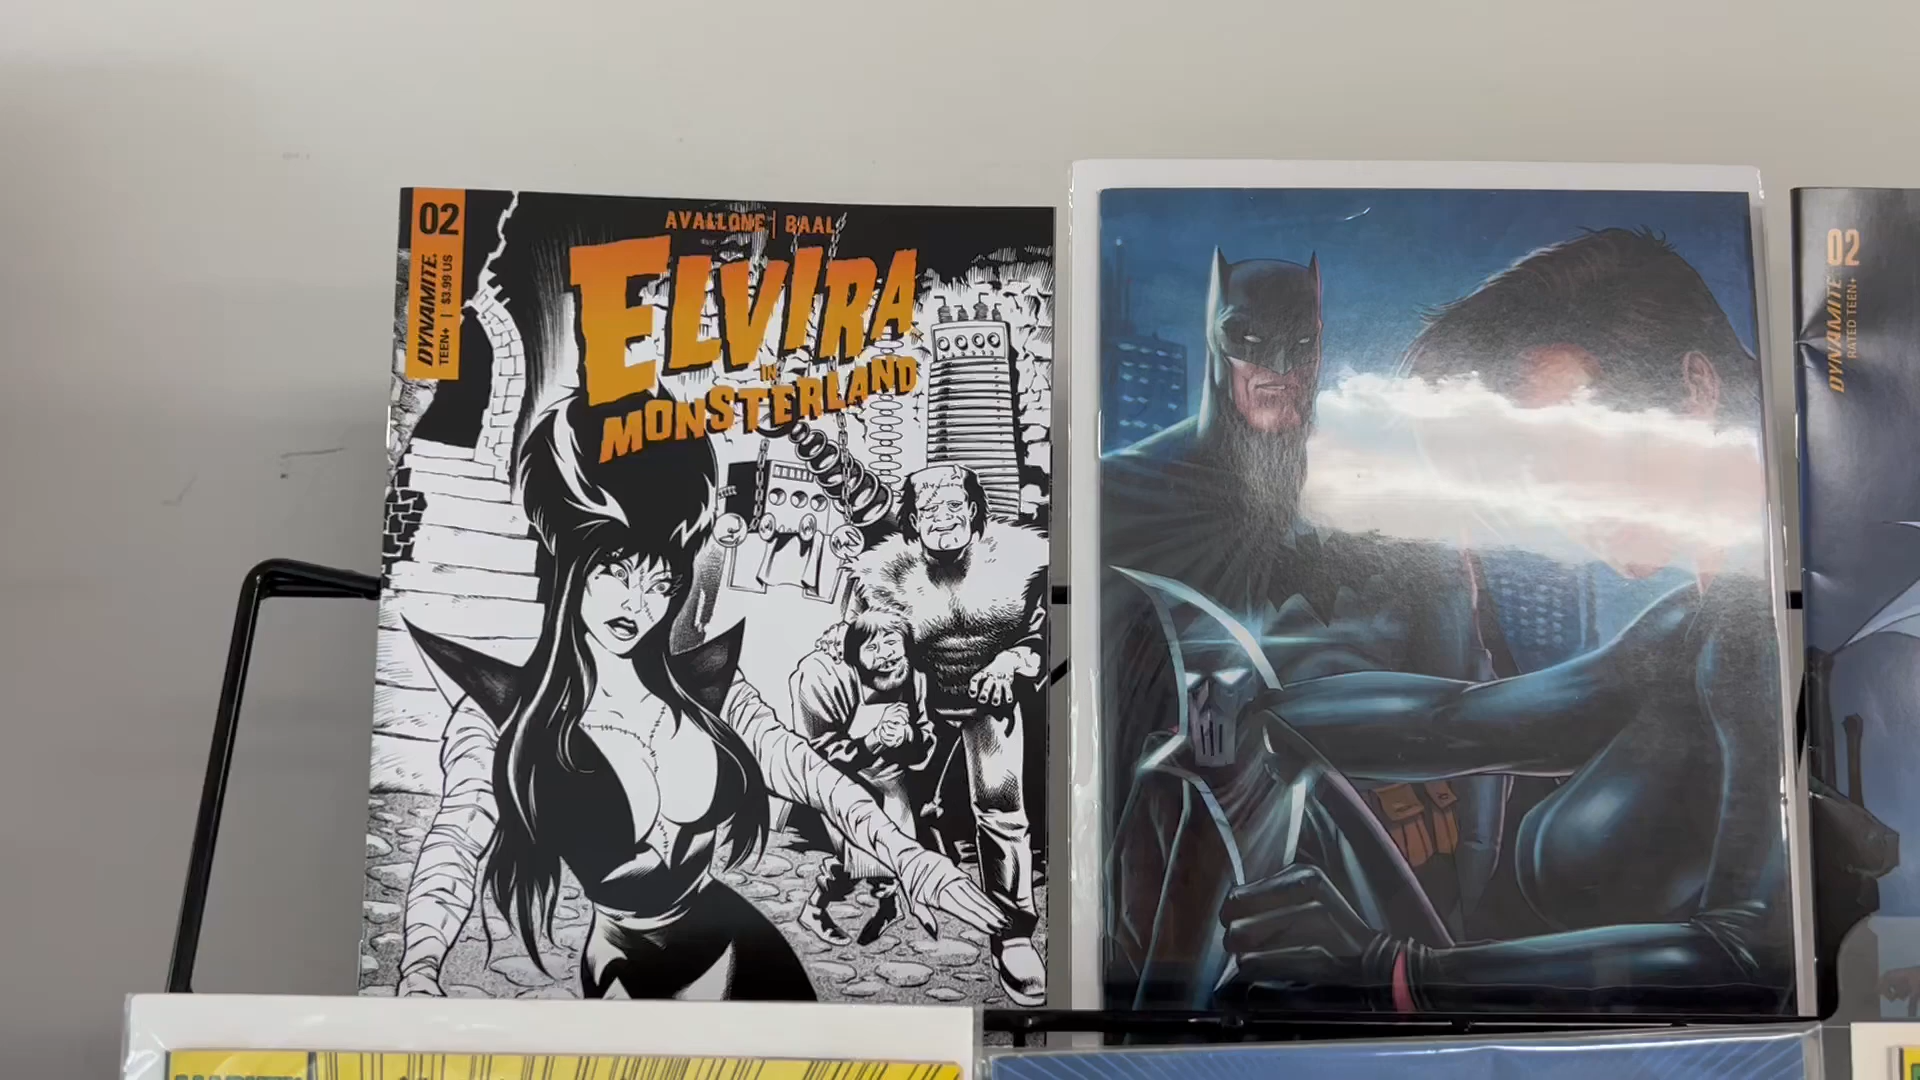 02
DYNAMITE.
TEEN+ | $3.99 US
AVALLONE | BAAL
ELVIRA
IN
MONSTERLAND
02
DYNAMITE
RATED TEEN+